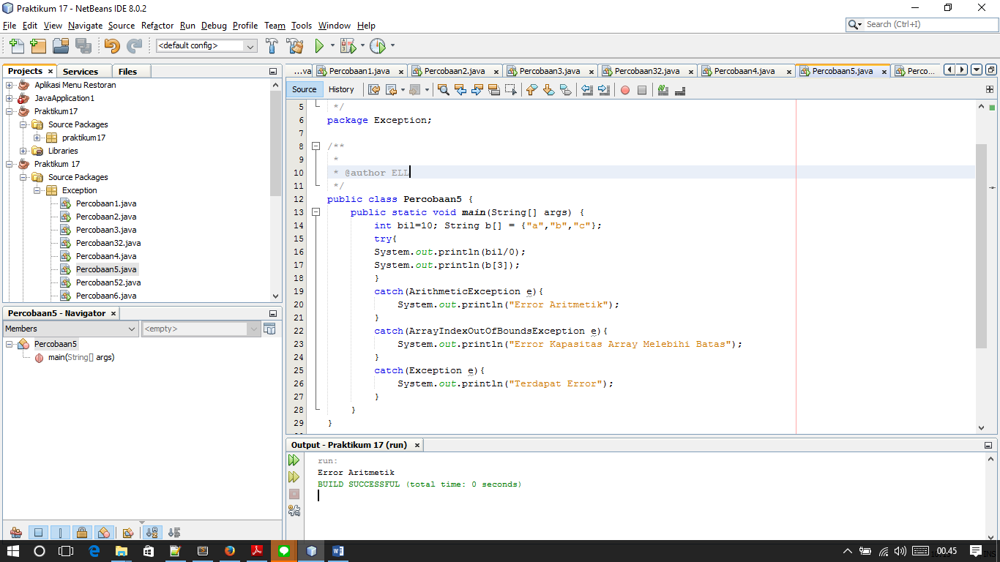 Praktikum 17 - NetBeans IDE 8.0.2
File Edit View Navigate Source Refactor Run Debug Profile Team Tools Window Help
Search (Ctrl+I)
<default config>
Projects Services Files
Aplikasi Menu Restoran
JavaApplication1
Praktikum17
Source Packages
praktikum17
Libraries
Praktikum 17
Source Packages
Exception
Percobaan1.java
Percobaan2.java
Percobaan3.java
Percobaan32.java
Percobaan4.java
Percobaan5.java
Percobaan52.java
Percobaan6.java
Percobaan5 - Navigator
Members <empty>
Percobaan5
main(String[] args)
...va Percobaan1.java Percobaan2.java Percobaan3.java Percobaan32.java Percobaan4.java Percobaan5.java Perco...
Source History
5 */
6 package Exception;
7
8 /**
9 *
10 * @author ELL
11 */
12 public class Percobaan5 {
13 public static void main(String[] args) {
14 int bil=10; String b[] = {"a","b","c"};
15 try{
16 System.out.println(bil/0);
17 System.out.println(b[3]);
18 }
19 catch(ArithmeticException e){
20 System.out.println("Error Aritmetik");
21 }
22 catch(ArrayIndexOutOfBoundsException e){
23 System.out.println("Error Kapasitas Array Melebihi Batas");
24 }
25 catch(Exception e){
26 System.out.println("Terdapat Error");
27 }
28 }
29 }
Output - Praktikum 17 (run)
run:
Error Aritmetik
BUILD SUCCESSFUL (total time: 0 seconds)
00.45
INS